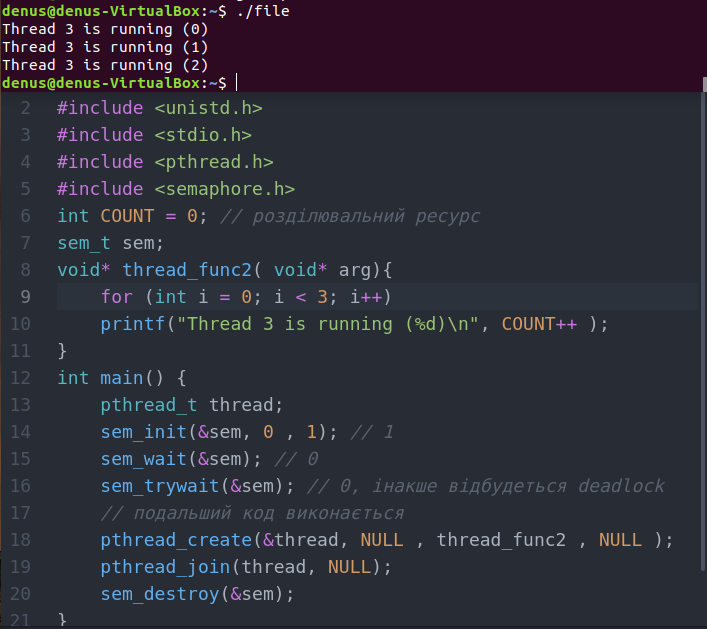 denus@denus-VirtualBox:~$ ./file
Thread 3 is running (0)
Thread 3 is running (1)
Thread 3 is running (2)
denus@denus-VirtualBox:~$
2 #include <unistd.h>
3 #include <stdio.h>
4 #include <pthread.h>
5 #include <semaphore.h>
6 int COUNT = 0; // розділювальний ресурс
7 sem_t sem;
8 void* thread_func2( void* arg){
9 for (int i = 0; i < 3; i++)
10 printf("Thread 3 is running (%d)\n", COUNT++ );
11 }
12 int main() {
13 pthread_t thread;
14 sem_init(&sem, 0 , 1); // 1
15 sem_wait(&sem); // 0
16 sem_trywait(&sem); // 0, інакше відбудеться deadlock
17 // подальший код виконається
18 pthread_create(&thread, NULL , thread_func2 , NULL );
19 pthread_join(thread, NULL);
20 sem_destroy(&sem);
21 }